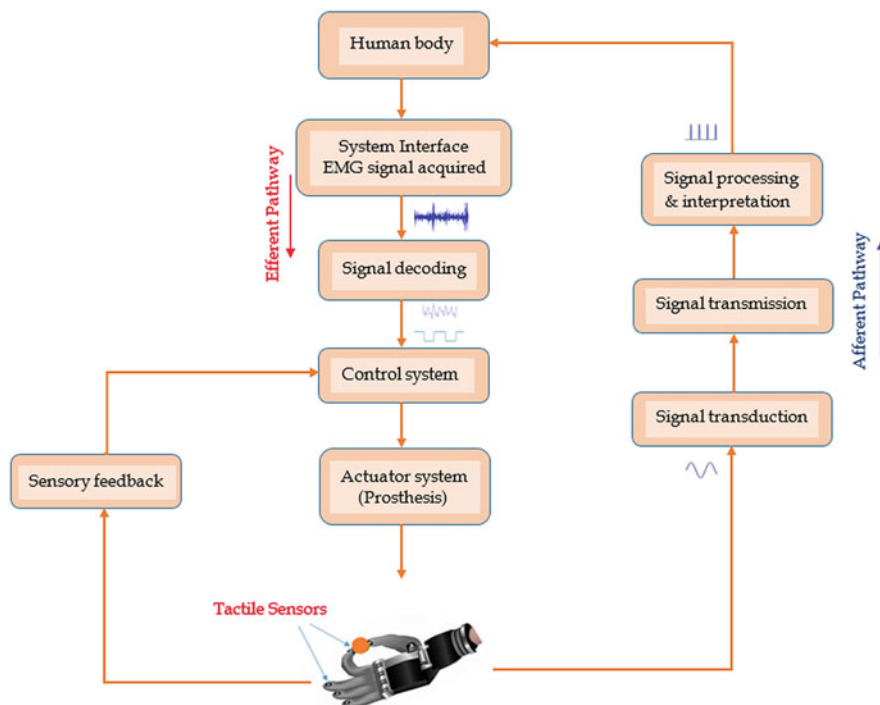 Human body
System Interface
EMG signal acquired
Efferent Pathway
Signal decoding
Control system
Actuator system
(Prosthesis)
Sensory feedback
Tactile Sensors
Signal processing
& interpretation
Signal transmission
Signal transduction
Afferent Pathway